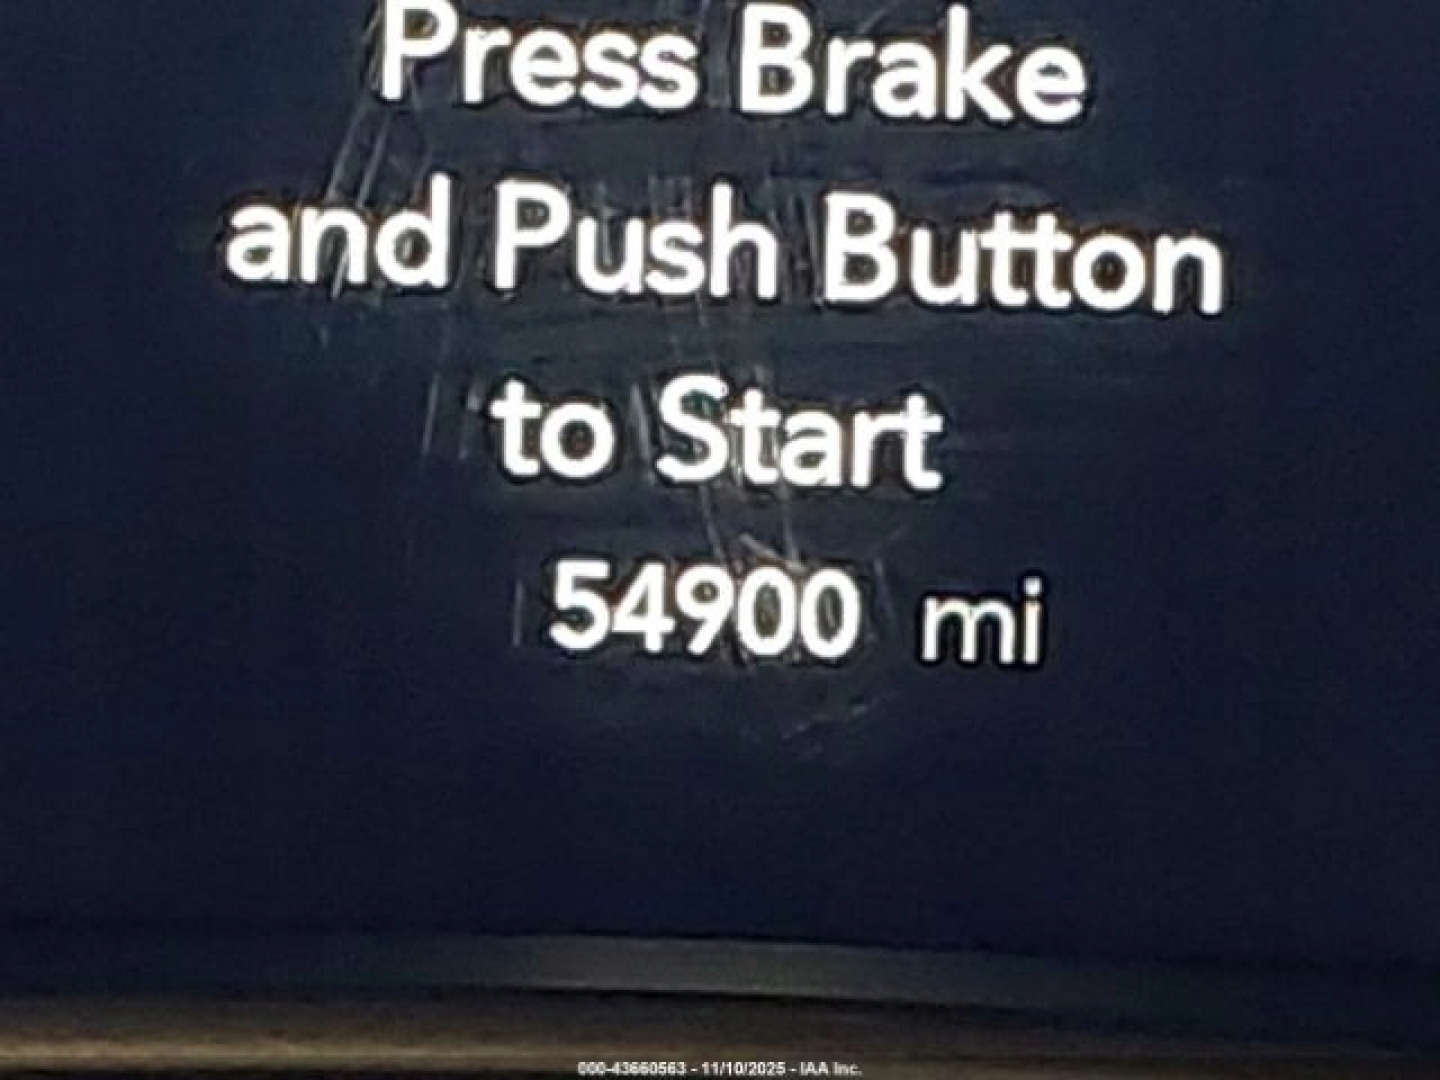 Press Brake
and Push Button
to Start
54900 mi
000-43660563 - 11/10/2025 - IAA Inc.